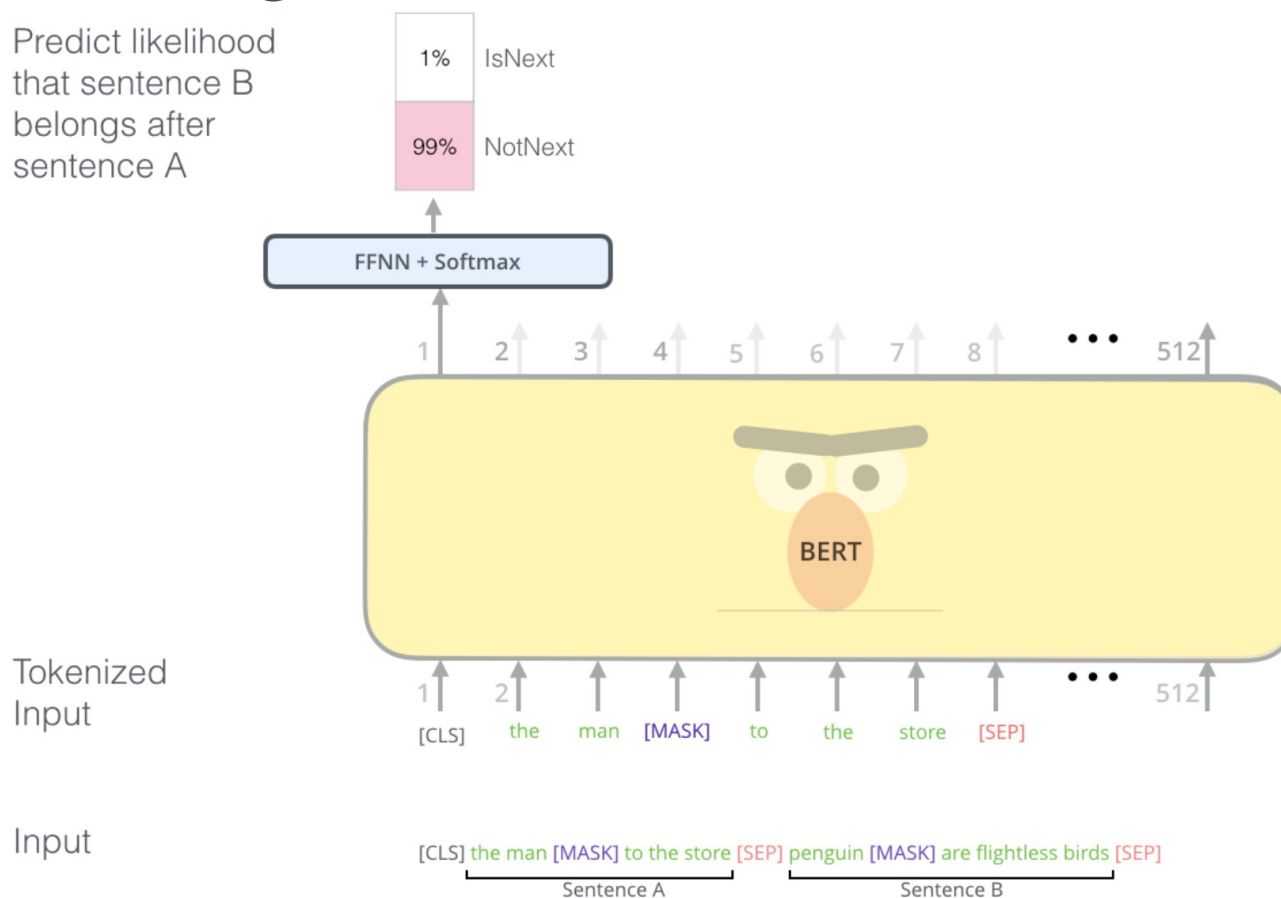 Predict likelihood
that sentence B
belongs after
sentence A
1% IsNext
99% NotNext
FFNN + Softmax
1 2 3 4 5 6 7 8 ••• 512
BERT
Tokenized
Input
1 2 ••• 512
[CLS] the man [MASK] to the store [SEP]
Input
[CLS] the man [MASK] to the store [SEP] penguin [MASK] are flightless birds [SEP]
Sentence A Sentence B